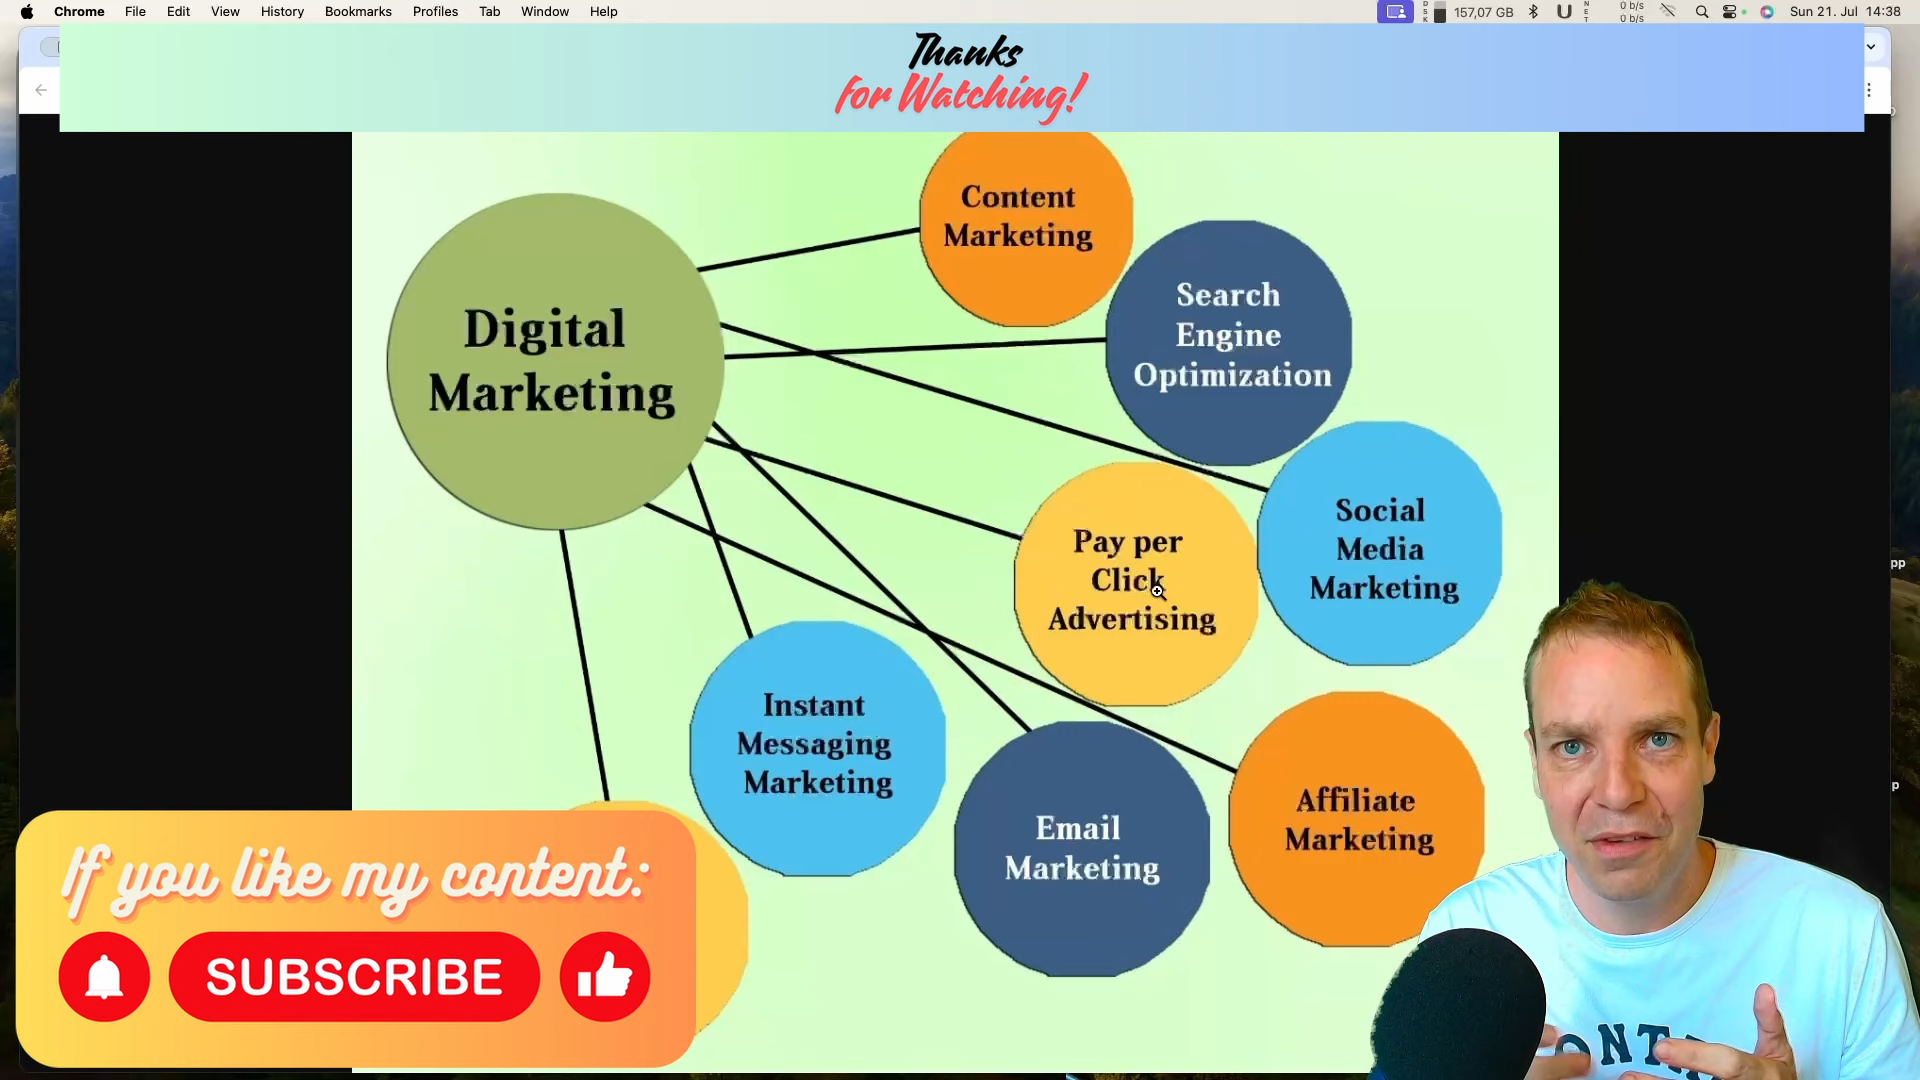 Chrome File Edit View History Bookmarks Profiles Tab Window Help
157,07 GB
0 b/s
0 b/s
Sun 21. Jul 14:38
Thanks
for Watching!
Content
Marketing
Search
Engine
Optimization
Digital
Marketing
Social
Media
Marketing
Pay per
Click
Advertising
Instant
Messaging
Marketing
Email
Marketing
Affiliate
Marketing
If you like my content:
SUBSCRIBE